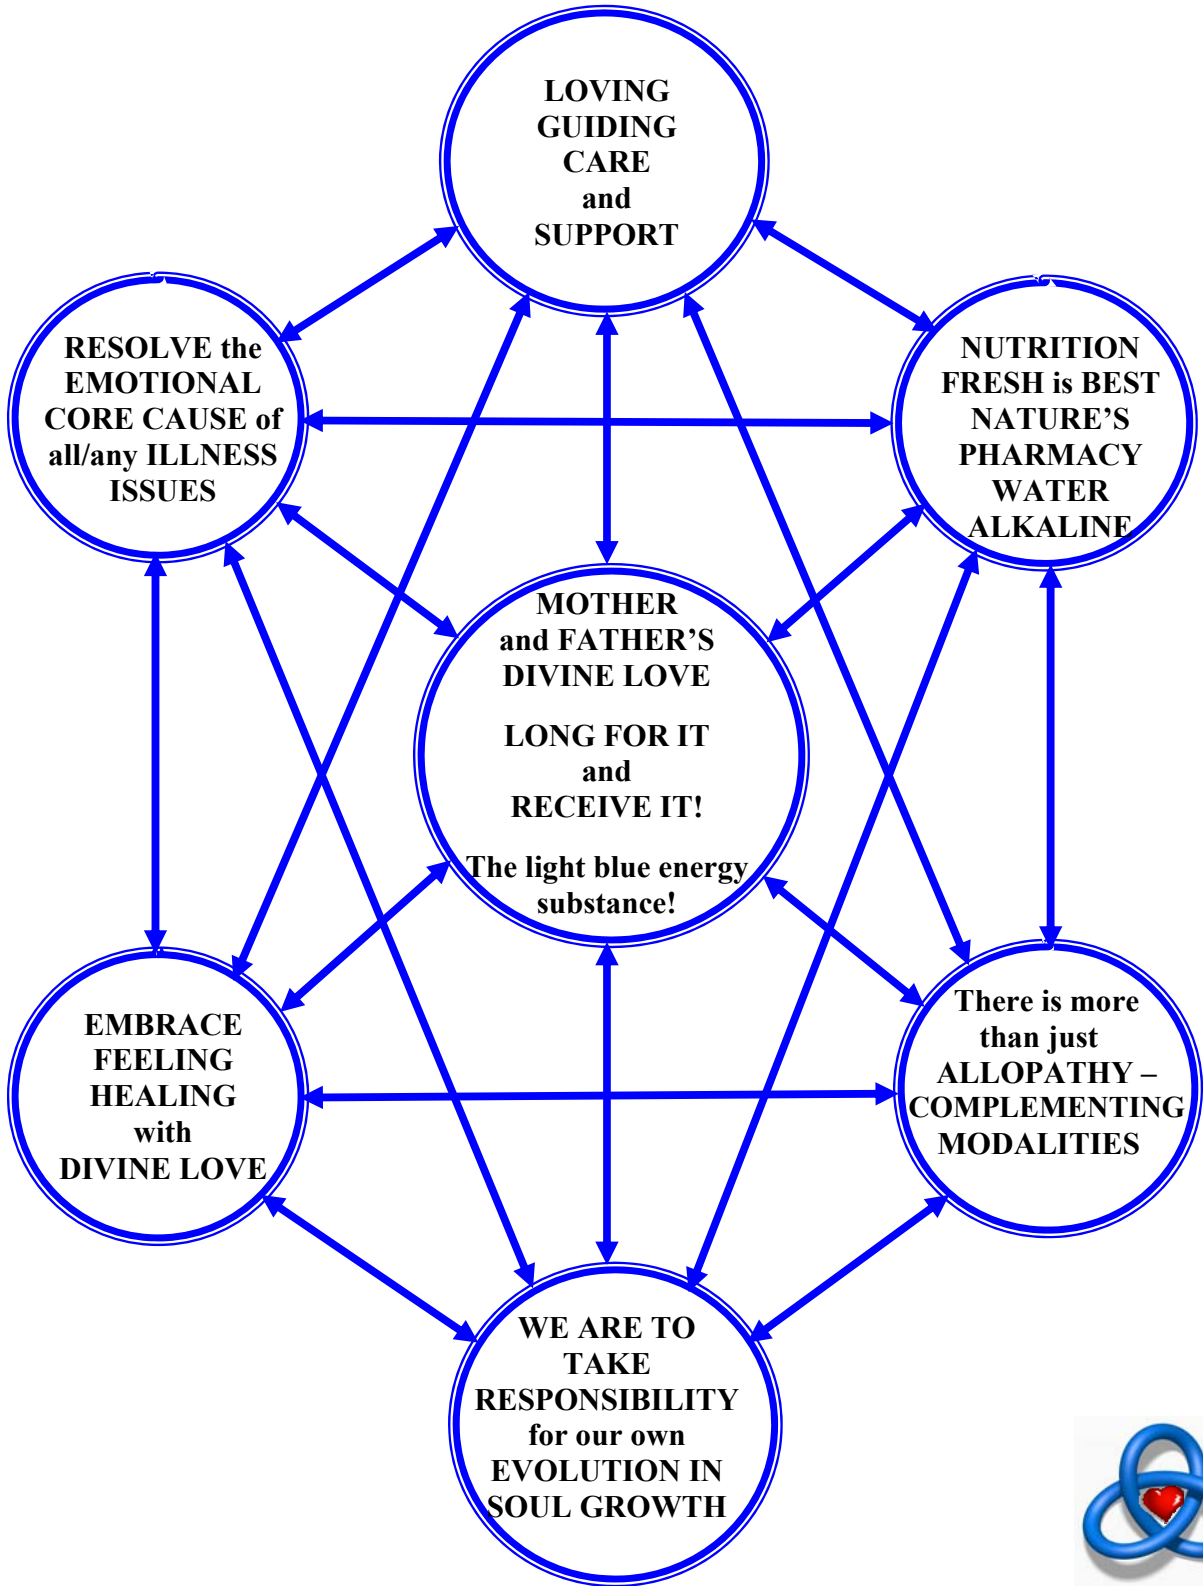 LOVING
GUIDING
CARE
and
SUPPORT
RESOLVE the
EMOTIONAL
CORE CAUSE of
all/any ILLNESS
ISSUES
NUTRITION
FRESH is BEST
NATURE’S
PHARMACY
WATER
ALKALINE
MOTHER
and FATHER’S
DIVINE LOVE
LONG FOR IT
and
RECEIVE IT!
The light blue energy
substance!
EMBRACE
FEELING
HEALING
with
DIVINE LOVE
There is more
than just
ALLOPATHY –
COMPLEMENTING
MODALITIES
WE ARE TO
TAKE
RESPONSIBILITY
for our own
EVOLUTION IN
SOUL GROWTH